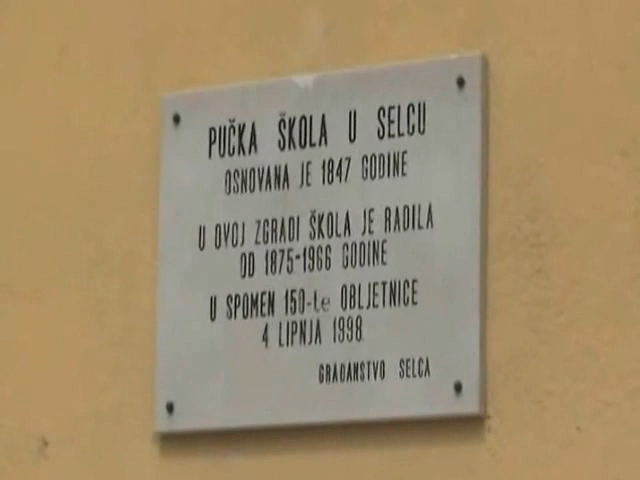 PUČKA ŠKOLA U SELCU
OSNOVANA JE 1847 GODINE
U OVOJ ZGRADI ŠKOLA JE RADILA
OD 1875-1966 GODINE
U SPOMEN 150-te OBLJETNICE
4 LIPNJA 1998
GRAĐANSTVO SELCA